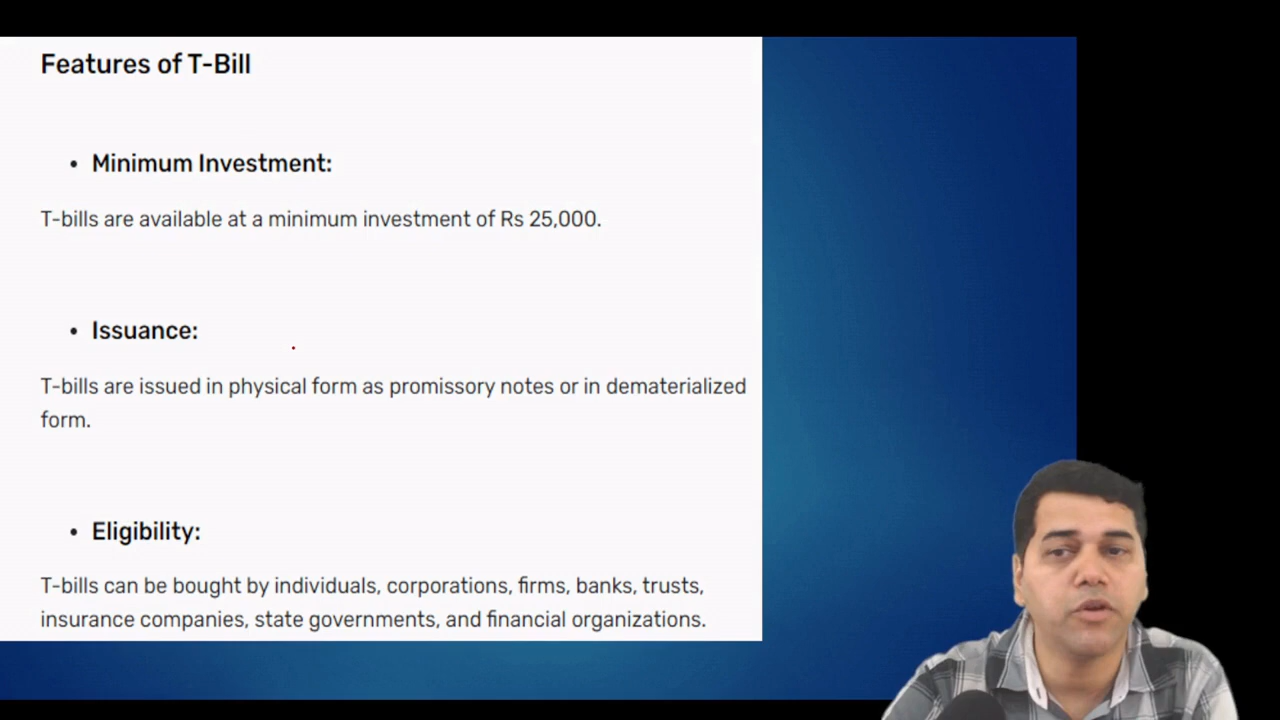 Features of T-Bill
• Minimum Investment:
T-bills are available at a minimum investment of Rs 25,000.
• Issuance:
T-bills are issued in physical form as promissory notes or in dematerialized
form.
• Eligibility:
T-bills can be bought by individuals, corporations, firms, banks, trusts,
insurance companies, state governments, and financial organizations.